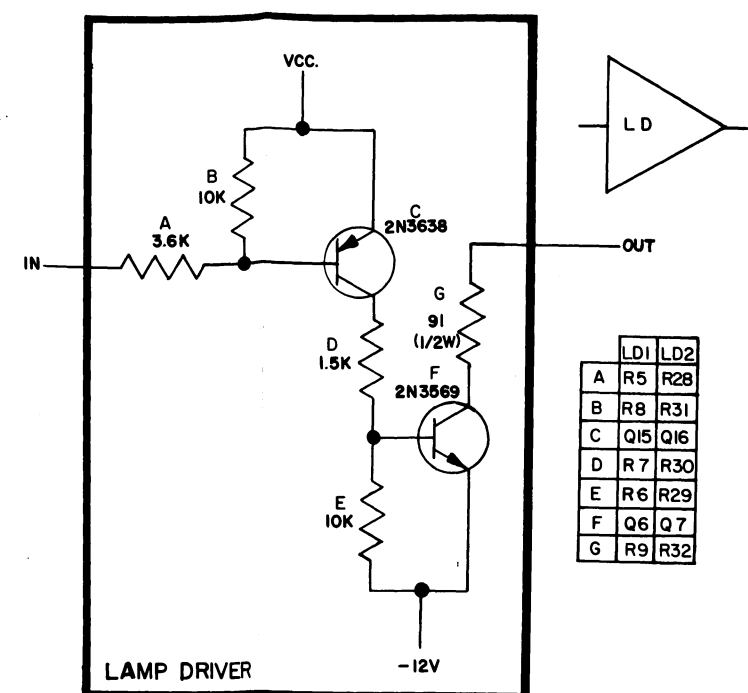 VCC.
LD
B
10K
A
3.6K
C
2N3638
IN
OUT
G
91
(1/2W)
D
1.5K
F
2N3569
LD1 LD2
A R5 R28
B R8 R31
C Q15 Q16
D R7 R30
E R6 R29
F Q6 Q7
G R9 R32
E
10K
-12V
LAMP DRIVER